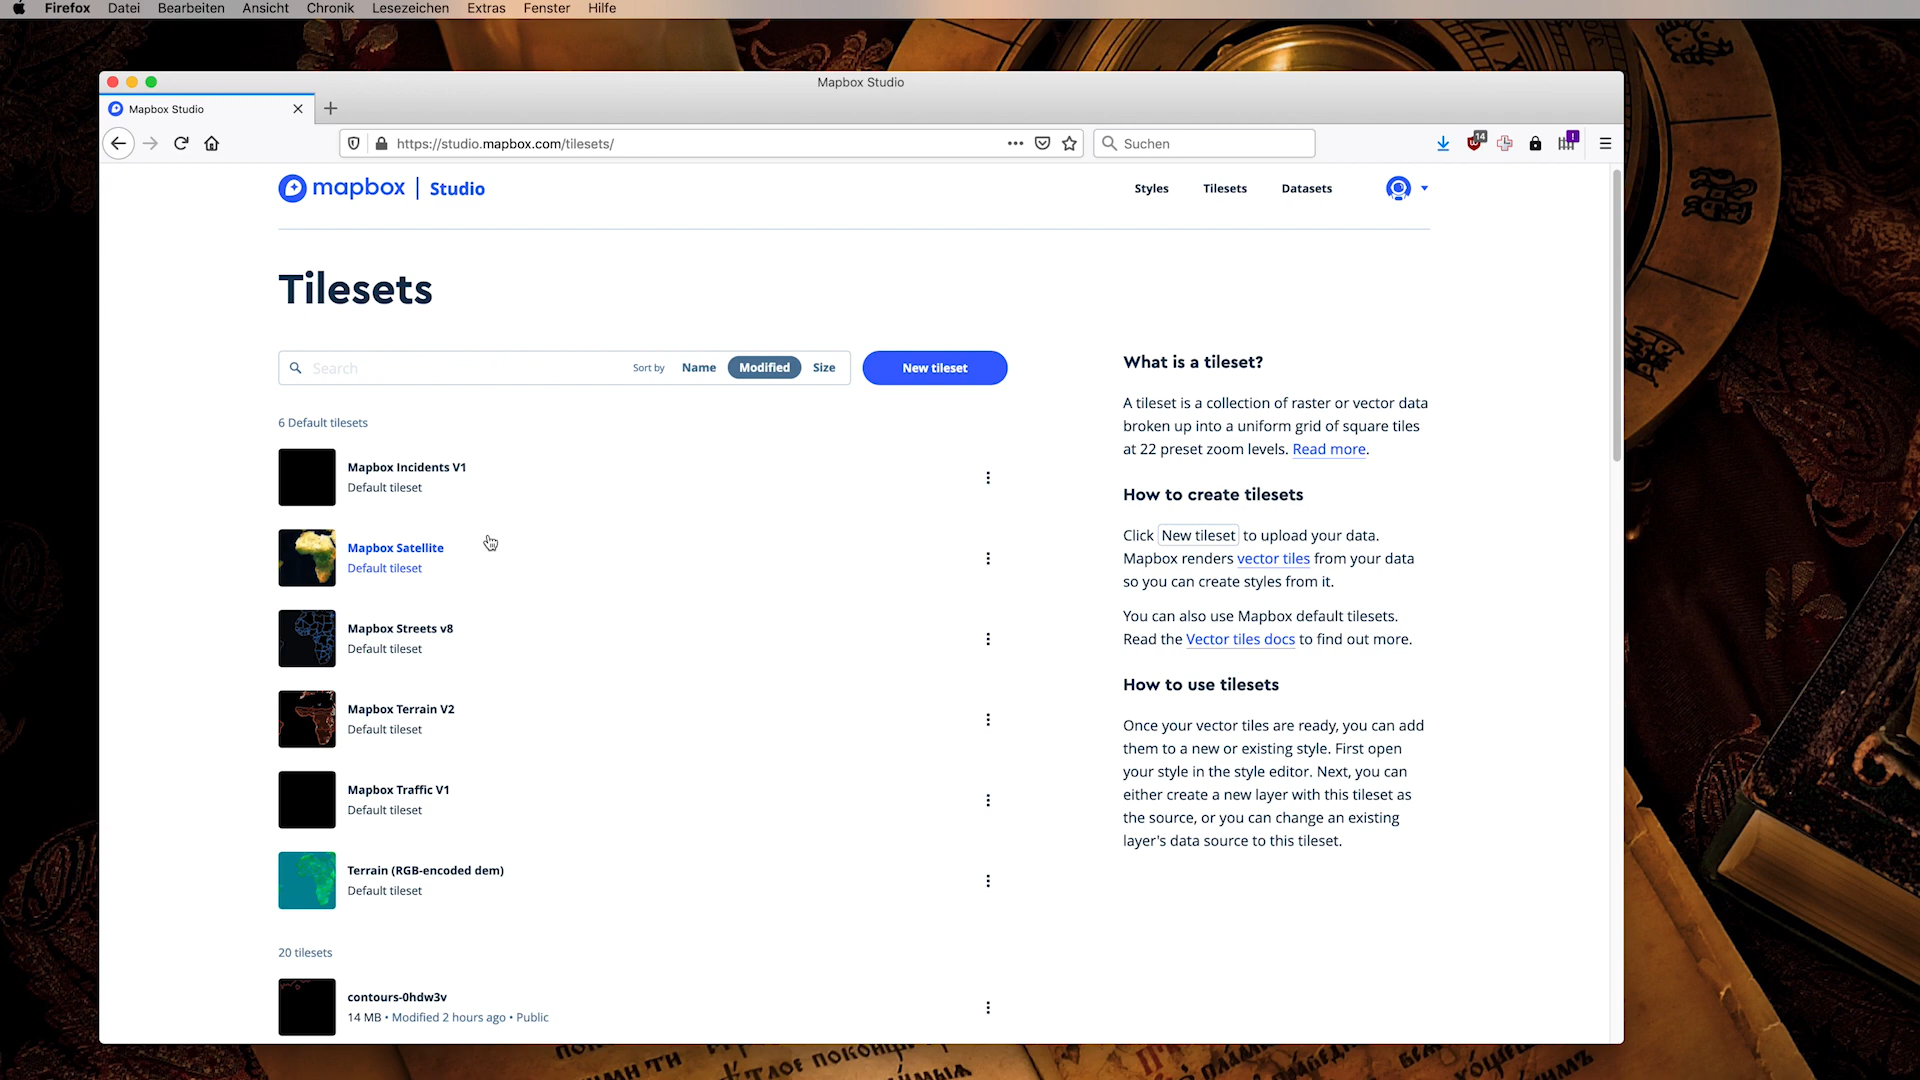 Firefox Datei Bearbeiten Ansicht Chronik Lesezeichen Extras Fenster Hilfe
Mapbox Studio
Mapbox Studio
https://studio.mapbox.com/tilesets/
Suchen
14
!
mapbox | Studio
Styles Tilesets Datasets
Tilesets
Search
Sort by Name Modified Size
New tileset
6 Default tilesets
Mapbox Incidents V1
Default tileset
Mapbox Satellite
Default tileset
Mapbox Streets v8
Default tileset
Mapbox Terrain V2
Default tileset
Mapbox Traffic V1
Default tileset
Terrain (RGB-encoded dem)
Default tileset
20 tilesets
contours-0hdw3v
14 MB • Modified 2 hours ago • Public
What is a tileset?
A tileset is a collection of raster or vector data
broken up into a uniform grid of square tiles
at 22 preset zoom levels. Read more.
How to create tilesets
Click New tileset to upload your data.
Mapbox renders vector tiles from your data
so you can create styles from it.
You can also use Mapbox default tilesets.
Read the Vector tiles docs to find out more.
How to use tilesets
Once your vector tiles are ready, you can add
them to a new or existing style. First open
your style in the style editor. Next, you can
either create a new layer with this tileset as
the source, or you can change an existing
layer's data source to this tileset.